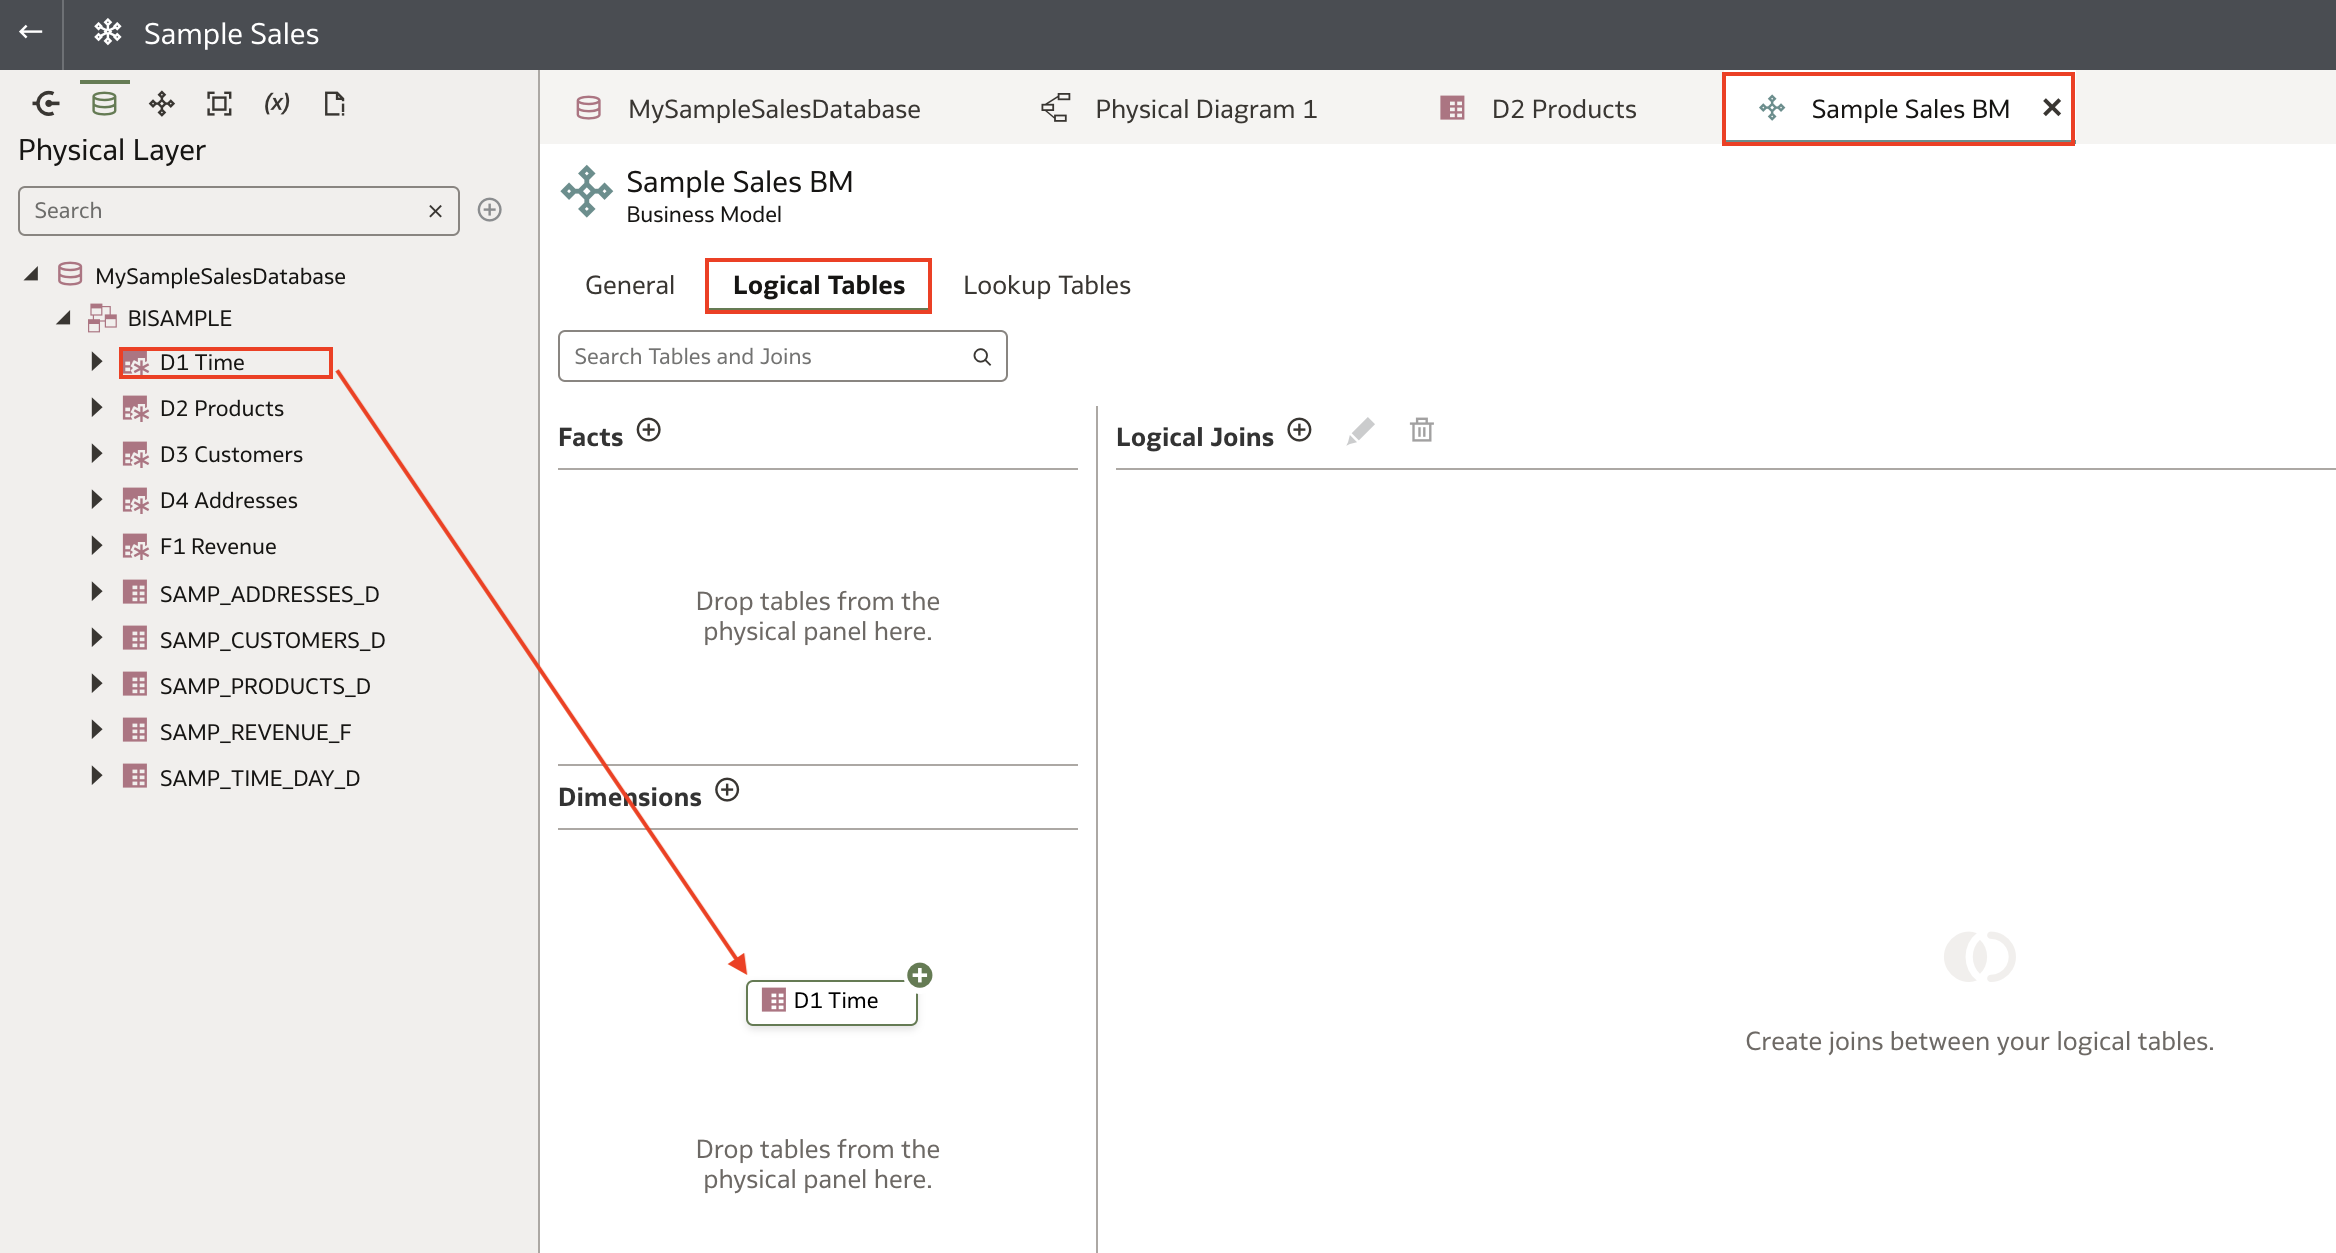 Sample Sales
Physical Layer
Search
MySampleSalesDatabase
BISAMPLE
D1 Time
D2 Products
D3 Customers
D4 Addresses
F1 Revenue
SAMP_ADDRESSES_D
SAMP_CUSTOMERS_D
SAMP_PRODUCTS_D
SAMP_REVENUE_F
SAMP_TIME_DAY_D
MySampleSalesDatabase
Physical Diagram 1
D2 Products
Sample Sales BM
Sample Sales BM
Business Model
General
Logical Tables
Lookup Tables
Search Tables and Joins
Facts
Drop tables from the
physical panel here.
Dimensions
D1 Time
Drop tables from the
physical panel here.
Logical Joins
Create joins between your logical tables.
(x)